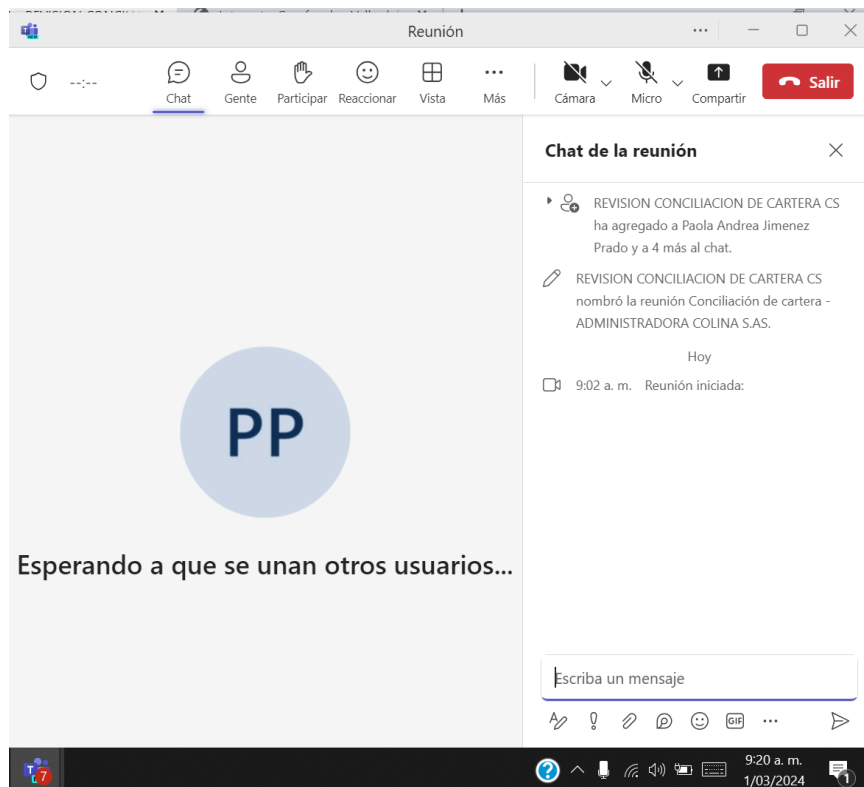 Reunión
--:--
Chat
Gente
Participar
Reaccionar
Vista
Más
Cámara
Micro
Compartir
Salir
PP
Esperando a que se unan otros usuarios...
Chat de la reunión
REVISION CONCILIACION DE CARTERA CS
ha agregado a Paola Andrea Jimenez
Prado y a 4 más al chat.
REVISION CONCILIACION DE CARTERA CS
nombró la reunión Conciliación de cartera -
ADMINISTRADORA COLINA S.AS.
Hoy
9:02 a. m. Reunión iniciada:
Escriba un mensaje
GIF
7
9:20 a. m.
1/03/2024
1